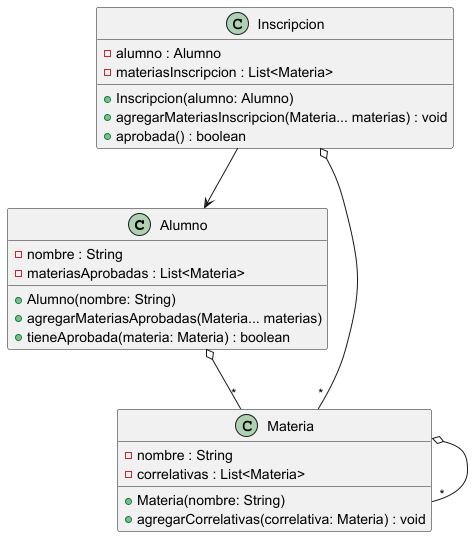 C Inscripcion
alumno : Alumno
materiasInscripcion : List<Materia>
Inscripcion(alumno: Alumno)
agregarMateriasInscripcion(Materia... materias) : void
aprobada() : boolean
C Alumno
nombre : String
materiasAprobadas : List<Materia>
Alumno(nombre: String)
agregarMateriasAprobadas(Materia... materias)
tieneAprobada(materia: Materia) : boolean
*
*
C Materia
nombre : String
correlativas : List<Materia>
*
Materia(nombre: String)
agregarCorrelativas(correlativa: Materia) : void